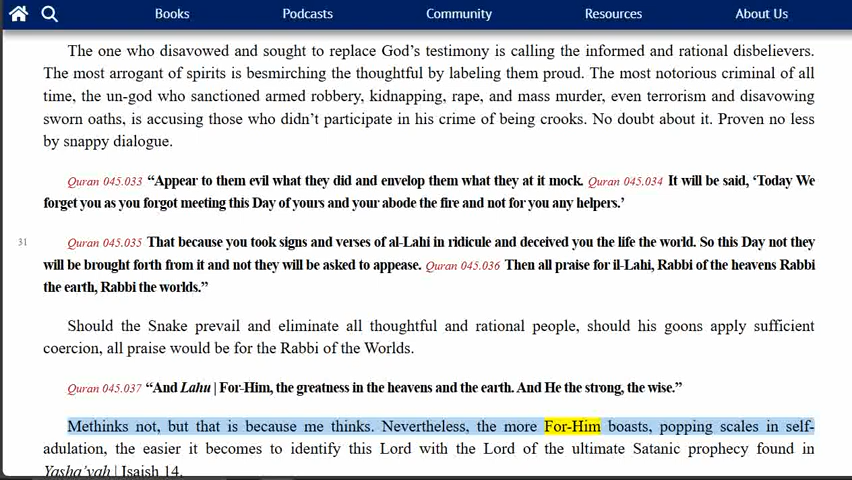 Books Podcasts Community Resources About Us
The one who disavowed and sought to replace God’s testimony is calling the informed and rational disbelievers.
The most arrogant of spirits is besmirching the thoughtful by labeling them proud. The most notorious criminal of all
time, the un-god who sanctioned armed robbery, kidnapping, rape, and mass murder, even terrorism and disavowing
sworn oaths, is accusing those who didn’t participate in his crime of being crooks. No doubt about it. Proven no less
by snappy dialogue.
Quran 045.033 “Appear to them evil what they did and envelop them what they at it mock. Quran 045.034 It will be said, ‘Today We
forget you as you forgot meeting this Day of yours and your abode the fire and not for you any helpers.’
31 Quran 045.035 That because you took signs and verses of al-Lahi in ridicule and deceived you the life the world. So this Day not they
will be brought forth from it and not they will be asked to appease. Quran 045.036 Then all praise for il-Lahi, Rabbi of the heavens Rabbi
the earth, Rabbi the worlds.”
Should the Snake prevail and eliminate all thoughtful and rational people, should his goons apply sufficient
coercion, all praise would be for the Rabbi of the Worlds.
Quran 045.037 “And Lahu | For-Him, the greatness in the heavens and the earth. And He the strong, the wise.”
Methinks not, but that is because me thinks. Nevertheless, the more For-Him boasts, popping scales in self-
adulation, the easier it becomes to identify this Lord with the Lord of the ultimate Satanic prophecy found in
Yasha’yah | Isaiah 14.